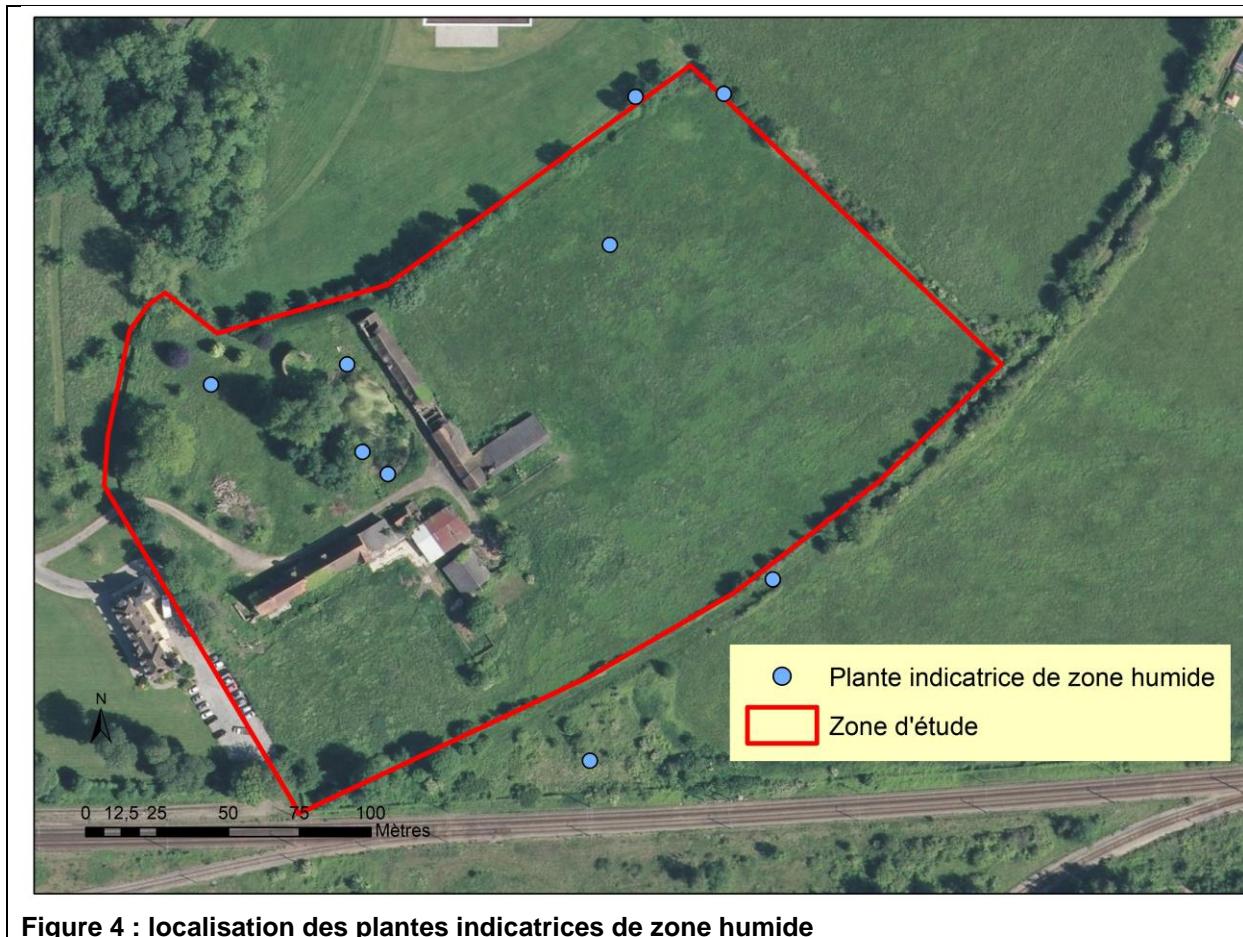 Plante indicatrice de zone humide
Zone d'étude
N
0 12,5 25 50 75 100
Mètres
Figure 4 : localisation des plantes indicatrices de zone humide